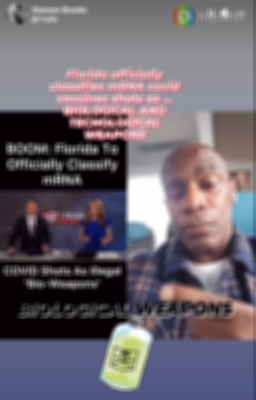 Florida officially
classifies mRNA covid
vaccines shots as ...
BIOLOGICAL AND
TECHNOLOGICAL
WEAPONS
BOOM: Florida To
Officially Classify
mRNA
COVID Shots As Illegal
'Bio-Weapons'
BIOLOGICAL WEAPONS